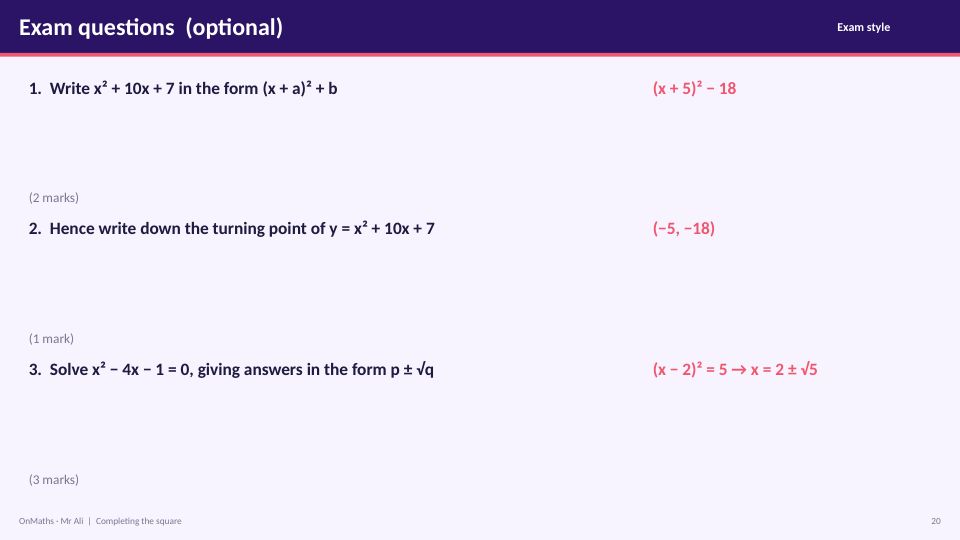 Exam questions  (optional)
Exam style
1.  Write x² + 10x + 7 in the form (x + a)² + b
(x + 5)² − 18
(2 marks)
2.  Hence write down the turning point of y = x² + 10x + 7
(−5, −18)
(1 mark)
3.  Solve x² − 4x − 1 = 0, giving answers in the form p ± √q
(x − 2)² = 5 → x = 2 ± √5
(3 marks)
OnMaths - Mr Ali  |  Completing the square
20